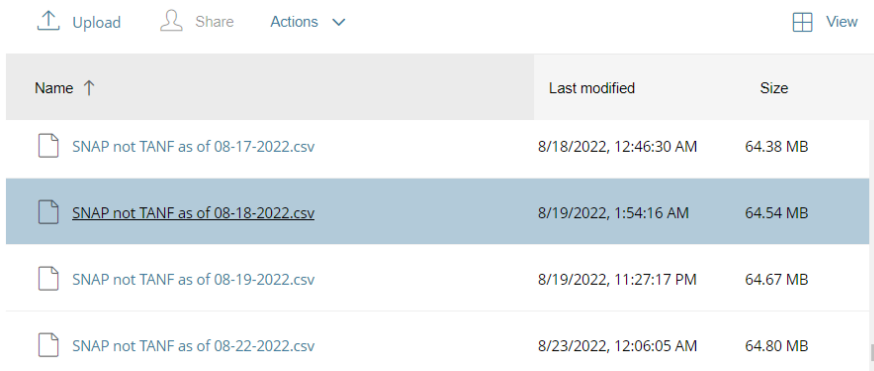 Upload Share Actions View
Name Last modified Size
SNAP not TANF as of 08-17-2022.csv 8/18/2022, 12:46:30 AM 64.38 MB
SNAP not TANF as of 08-18-2022.csv 8/19/2022, 1:54:16 AM 64.54 MB
SNAP not TANF as of 08-19-2022.csv 8/19/2022, 11:27:17 PM 64.67 MB
SNAP not TANF as of 08-22-2022.csv 8/23/2022, 12:06:05 AM 64.80 MB